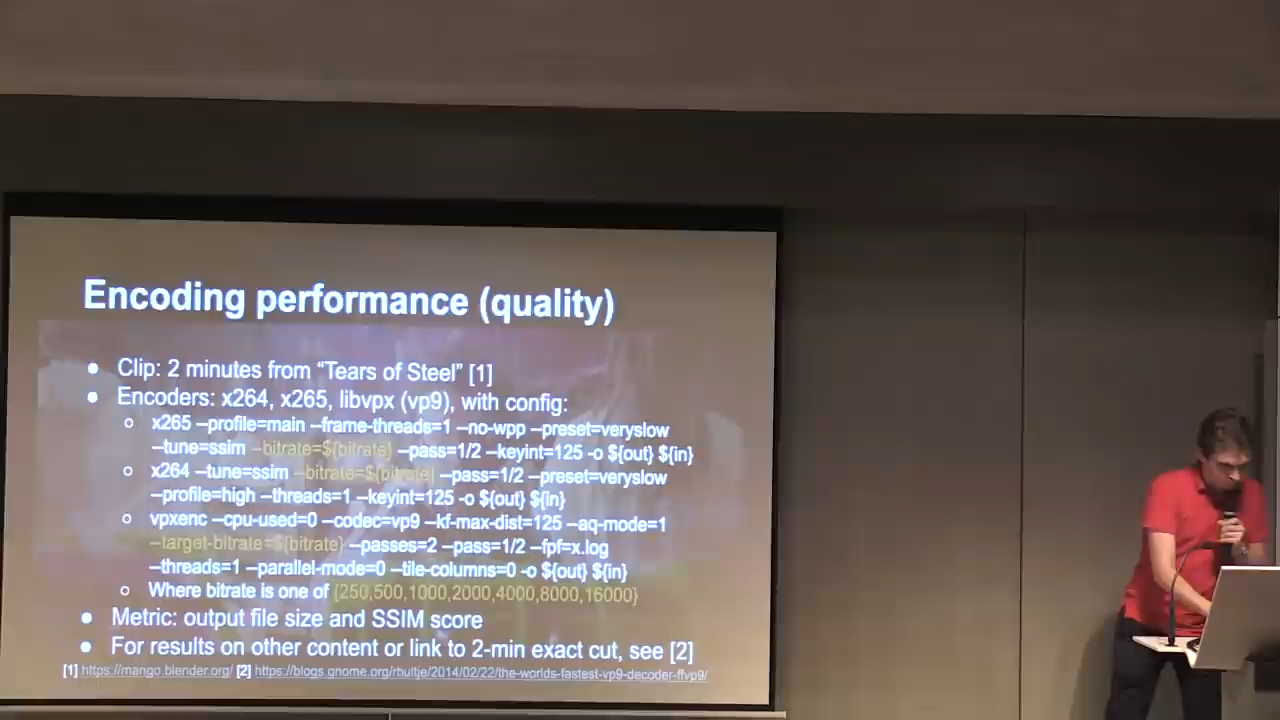 Encoding performance (quality)
● Clip: 2 minutes from “Tears of Steel” [1]
● Encoders: x264, x265, libvpx (vp9), with config:
○ x265 --profile=main --frame-threads=1 --no-wpp --preset=veryslow
--tune=ssim --bitrate=${bitrate} --pass=1/2 --keyint=125 -o ${out} ${in}
○ x264 --tune=ssim --bitrate=${bitrate} --pass=1/2 --preset=veryslow
--profile=high --threads=1 --keyint=125 -o ${out} ${in}
○ vpxenc --cpu-used=0 --codec=vp9 --kf-max-dist=125 --aq-mode=1
--target-bitrate=${bitrate} --passes=2 --pass=1/2 --fpf=x.log
--threads=1 --parallel-mode=0 --tile-columns=0 -o ${out} ${in}
○ Where bitrate is one of {250,500,1000,2000,4000,8000,16000}
● Metric: output file size and SSIM score
● For results on other content or link to 2-min exact cut, see [2]
[1] https://mango.blender.org/ [2] https://blogs.gnome.org/rbultje/2014/02/22/the-worlds-fastest-vp9-decoder-ffvp9/